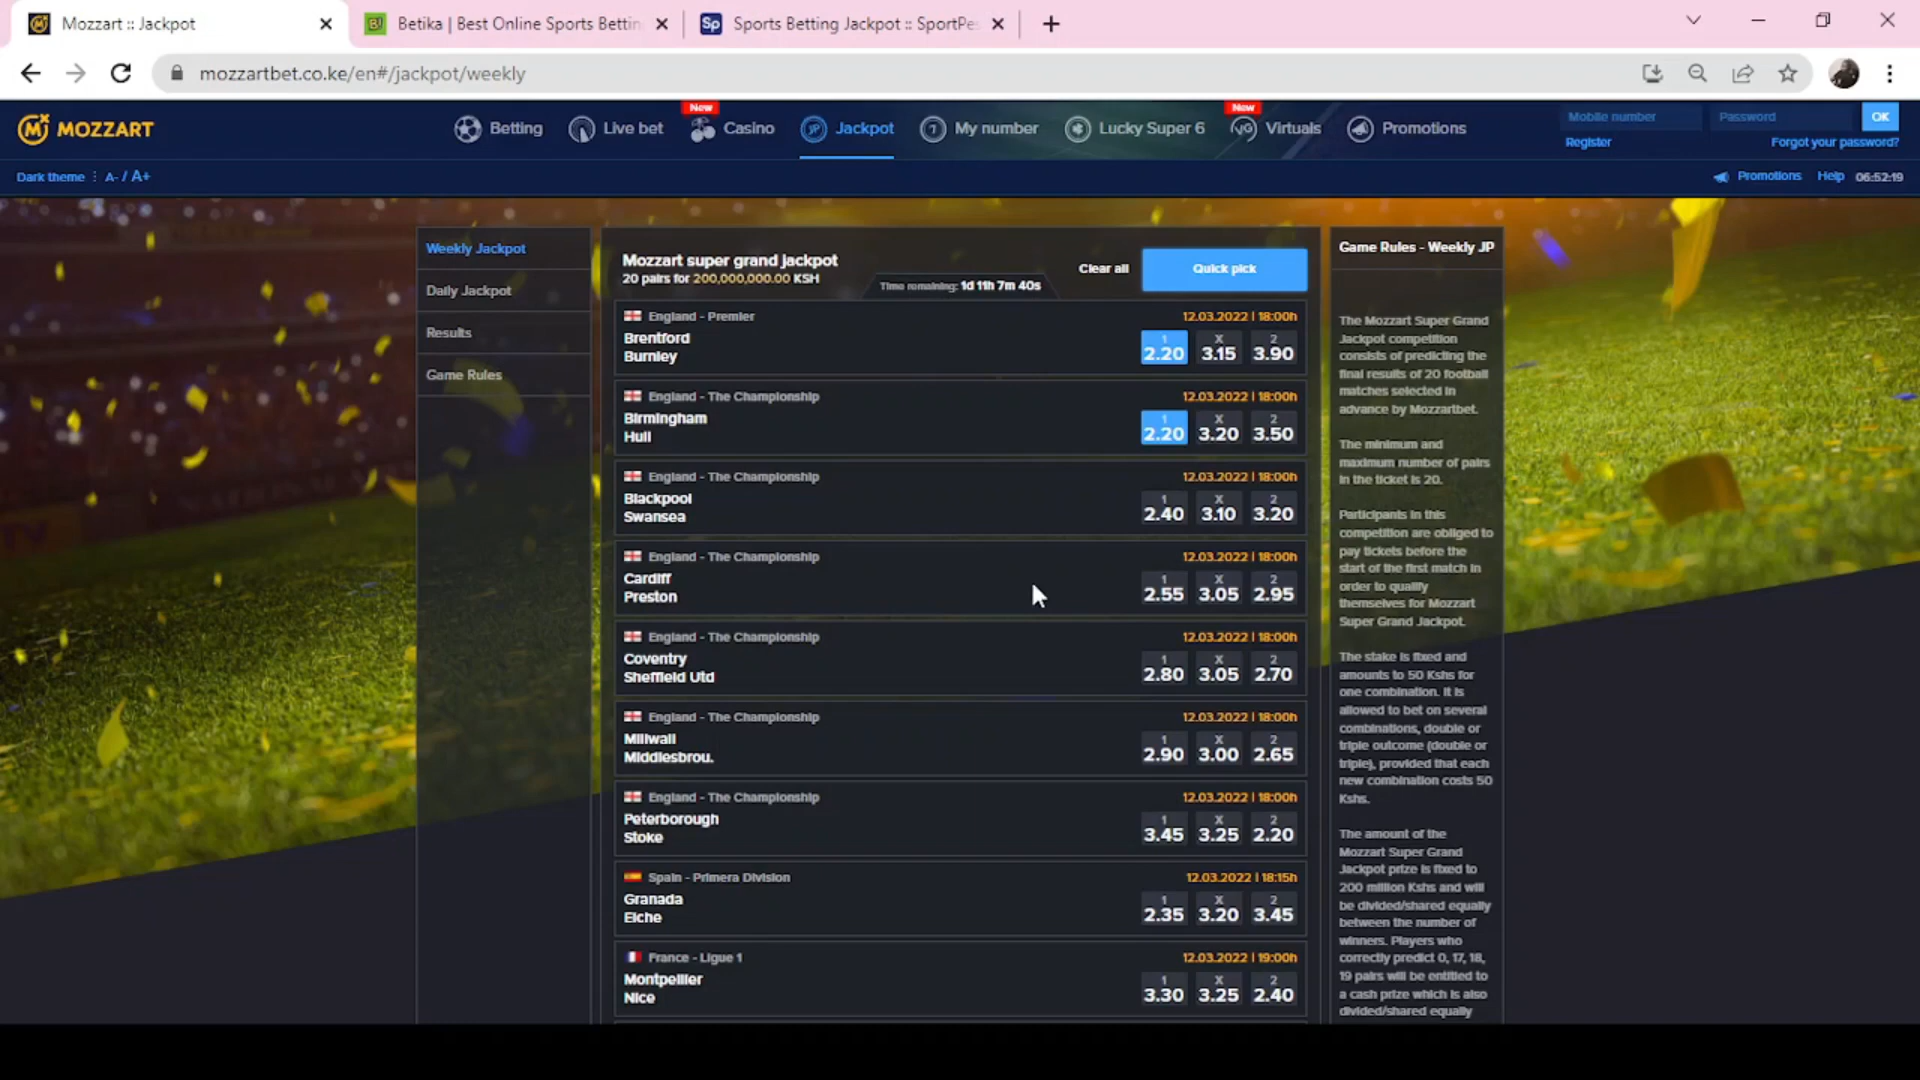 Mozzart :: Jackpot
Betika | Best Online Sports Bettin
Sp Sports Betting Jackpot :: SportPes
mozzartbet.co.ke/en#/jackpot/weekly
MOZZART
Betting
Live bet
New
Casino
JP Jackpot
My number
Lucky Super 6
New
VG Virtuals
Promotions
Mobile number
Password
OK
Register
Forgot your password?
Dark theme : A- / A+
Promotions Help 06:52:19
Weekly Jackpot
Daily Jackpot
Results
Game Rules
Mozzart super grand jackpot
20 pairs for 200,000,000.00 KSH
Time remaining: 1d 11h 7m 40s
Clear all
Quick pick
England - Premier 12.03.2022 | 18:00h
Brentford
Burnley
1 X 2
2.20 3.15 3.90
England - The Championship 12.03.2022 | 18:00h
Birmingham
Hull
1 X 2
2.20 3.20 3.50
England - The Championship 12.03.2022 | 18:00h
Blackpool
Swansea
1 X 2
2.40 3.10 3.20
England - The Championship 12.03.2022 | 18:00h
Cardiff
Preston
1 X 2
2.55 3.05 2.95
England - The Championship 12.03.2022 | 18:00h
Coventry
Sheffield Utd
1 X 2
2.80 3.05 2.70
England - The Championship 12.03.2022 | 18:00h
Millwall
Middlesbrou.
1 X 2
2.90 3.00 2.65
England - The Championship 12.03.2022 | 18:00h
Peterborough
Stoke
1 X 2
3.45 3.25 2.20
Spain - Primera Division 12.03.2022 | 18:15h
Granada
Elche
1 X 2
2.35 3.20 3.45
France - Ligue 1 12.03.2022 | 19:00h
Montpellier
Nice
1 X 2
3.30 3.25 2.40
Game Rules - Weekly JP
The Mozzart Super Grand
Jackpot competition
consists of predicting the
final results of 20 football
matches selected in
advance by Mozzartbet.
The minimum and
maximum number of pairs
in the ticket is 20.
Participants in this
competition are obliged to
pay tickets before the
start of the first match in
order to qualify
themselves for Mozzart
Super Grand Jackpot.
The stake is fixed and
amounts to 50 Kshs for
one combination. It is
allowed to bet on several
combinations, double or
triple outcome (double or
triple), provided that each
new combination costs 50
Kshs.
The amount of the
Mozzart Super Grand
Jackpot prize is fixed to
200 million Kshs and will
be divided/shared equally
between the number of
winners. Players who
correctly predict 0, 17, 18,
19 pairs will be entitled to
a cash prize which is also
divided/shared equally